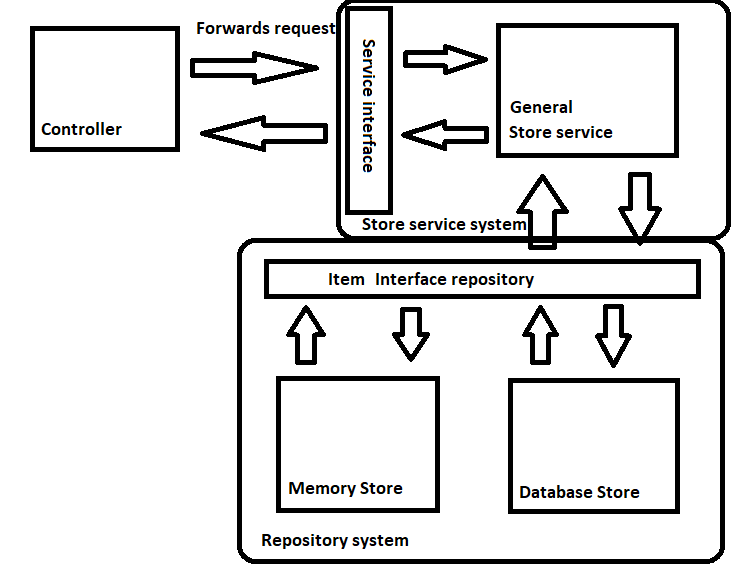 Forwards request
Controller
Service interface
General
Store service
Store service system
Item Interface repository
Memory Store
Database Store
Repository system